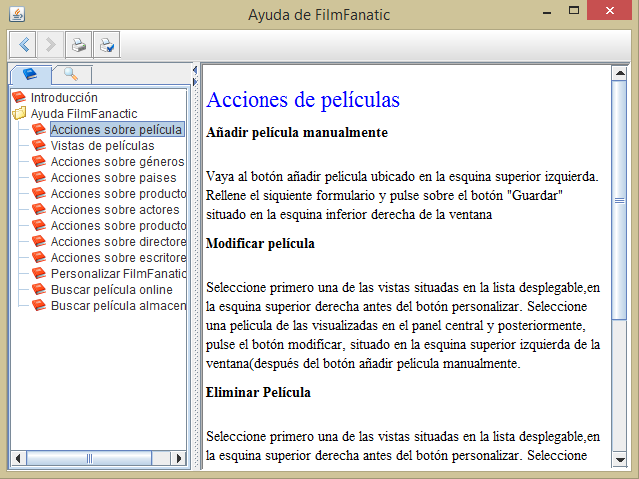 Ayuda de FilmFanatic
Introducción
Ayuda FilmFanactic
Acciones sobre película
Vistas de películas
Acciones sobre géneros
Acciones sobre paises
Acciones sobre producto
Acciones sobre actores
Acciones sobre producto
Acciones sobre directore
Acciones sobre escritore
Personalizar FilmFanatic
Buscar película online
Buscar película almacen
Acciones de películas
Añadir película manualmente
Vaya al botón añadir pelicula ubicado en la esquina superior izquierda.
Rellene el siquiente formulario y pulse sobre el botón "Guardar"
situado en la esquina inferior derecha de la ventana
Modificar película
Seleccione primero una de las vistas situadas en la lista desplegable,en
la esquina superior derecha antes del botón personalizar. Seleccione
una pelicula de las visualizadas en el panel central y posteriormente,
pulse el botón modificar, situado en la esquina superior izquierda de la
ventana(después del botón añadir pelicula manualmente.
Eliminar Película
Seleccione primero una de las vistas situadas en la lista desplegable,en
la esquina superior derecha antes del botón personalizar. Seleccione